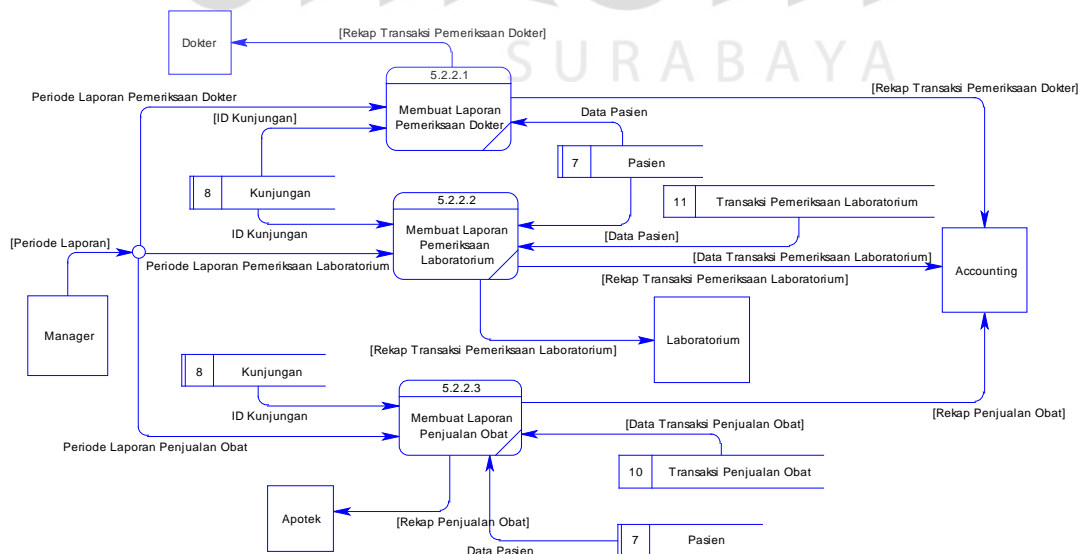 SURABAYA
Dokter
[Rekap Transaksi Pemeriksaan Dokter]
5.2.2.1
Membuat Laporan
Pemeriksaan Dokter
[Rekap Transaksi Pemeriksaan Dokter]
Periode Laporan Pemeriksaan Dokter
[ID Kunjungan]
Data Pasien
7
Pasien
8
Kunjungan
5.2.2.2
Membuat Laporan
Pemeriksaan
Laboratorium
11
Transaksi Pemeriksaan Laboratorium
ID Kunjungan
[Data Pasien]
[Periode Laporan]
Periode Laporan Pemeriksaan Laboratorium
[Data Transaksi Pemeriksaan Laboratorium]
[Rekap Transaksi Pemeriksaan Laboratorium]
Accounting
Manager
Laboratorium
[Rekap Transaksi Pemeriksaan Laboratorium]
8
Kunjungan
5.2.2.3
Membuat Laporan
Penjualan Obat
ID Kunjungan
[Rekap Penjualan Obat]
[Data Transaksi Penjualan Obat]
Periode Laporan Penjualan Obat
10
Transaksi Penjualan Obat
Apotek
[Rekap Penjualan Obat]
7
Pasien
Data Pasien